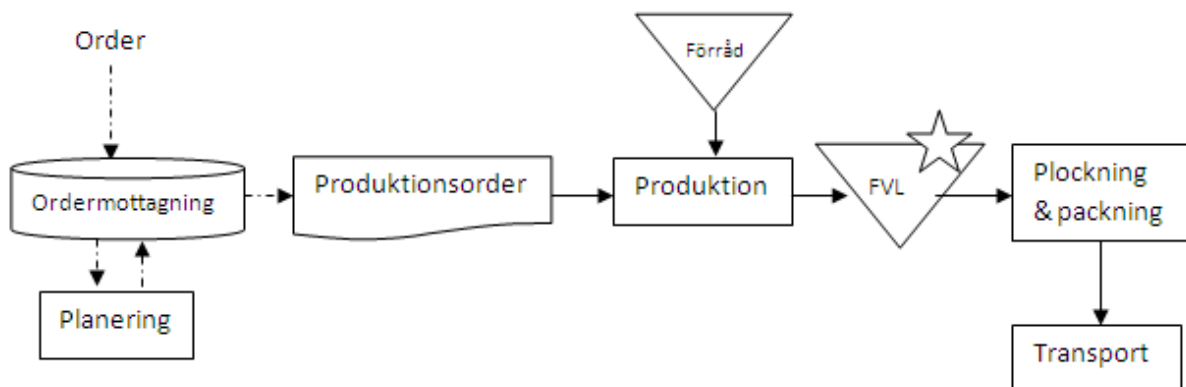 Order
Förråd
Ordermottagning
Produktionsorder
Produktion
FVL
Plockning
& packning
Planering
Transport